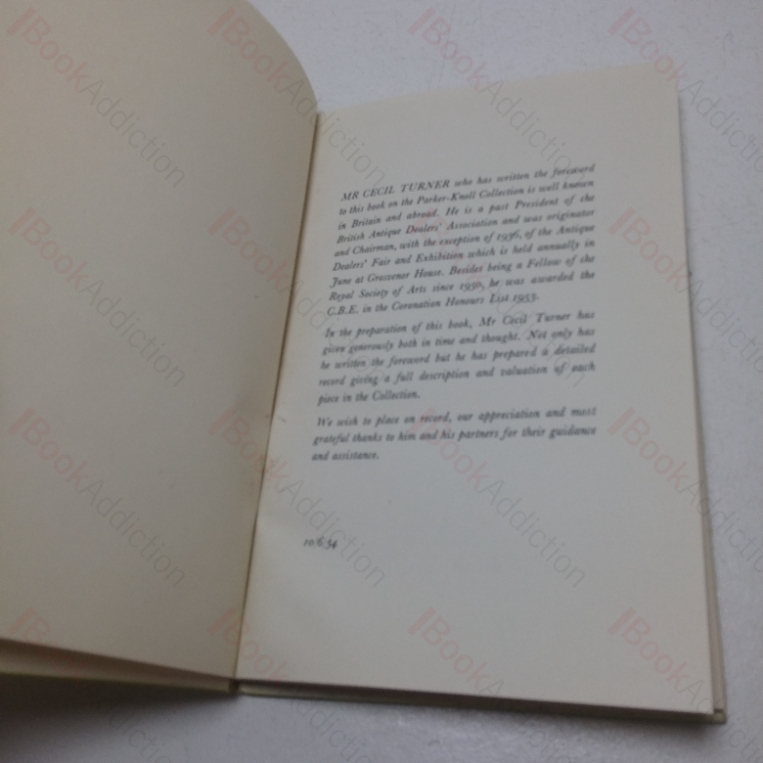 MR CECIL TURNER who has written the foreword
to this book on the Parker-Knoll Collection is well known
in Britain and abroad. He is a past President of the
British Antique Dealers' Association and was originator
and Chairman, with the exception of 1936, of the Antique
Dealers' Fair and Exhibition which is held annually in
June at Grosvenor House. Besides being a Fellow of the
Royal Society of Arts since 1936, he was awarded the
C.B.E. in the Coronation Honours List 1953.
In the preparation of this book, Mr Cecil Turner has
given generously both in time and thought. Not only has
he written the foreword but he has prepared a detailed
record giving a full description and valuation of each
piece in the Collection.
We wish to place on record, our appreciation and most
grateful thanks to him and his partners for their guidance
and assistance.
10/6/54
BookAddiction